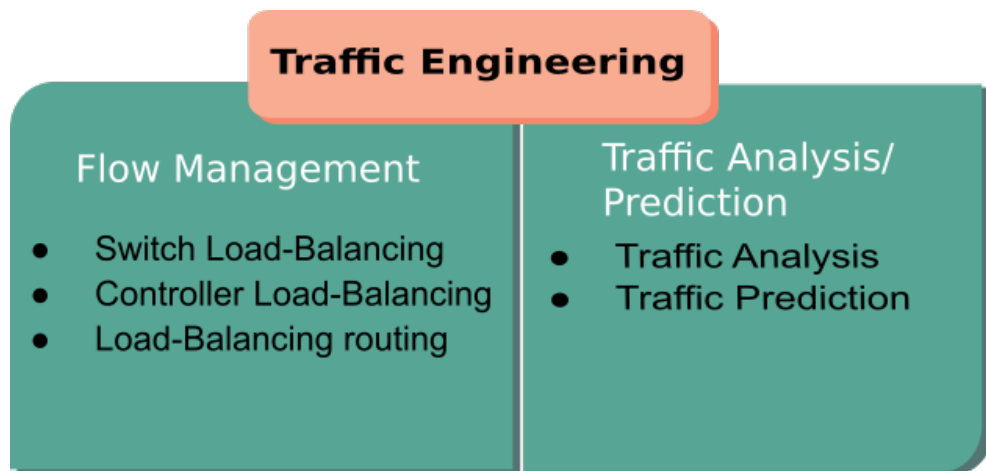 Traffic Engineering
Flow Management
● Switch Load-Balancing
● Controller Load-Balancing
● Load-Balancing routing
Traffic Analysis/
Prediction
● Traffic Analysis
● Traffic Prediction